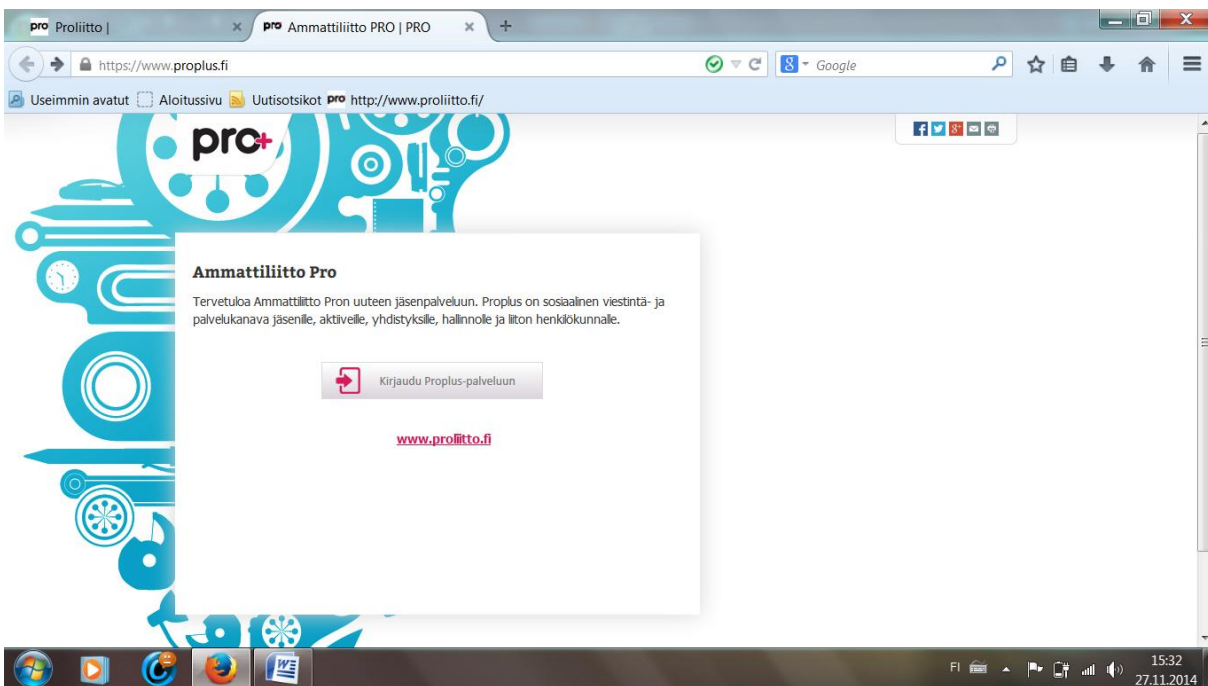 pro Proliitto |
pro Ammattiliitto PRO | PRO
https://www.proplus.fi
8 Google
Useimmin avatut Aloitussivu Uutisotsikot pro http://www.proliitto.fi/
pro+
Ammattiliitto Pro
Tervetuloa Ammattiliitto Pron uuteen jäsenpalveluun. Proplus on sosiaalinen viestintä- ja
palvelukanava jäsenille, aktiiveille, yhdistyksille, hallinnolle ja liiton henkilökunnalle.
Kirjaudu Proplus-palveluun
www.proliitto.fi
FI
15:32
27.11.2014